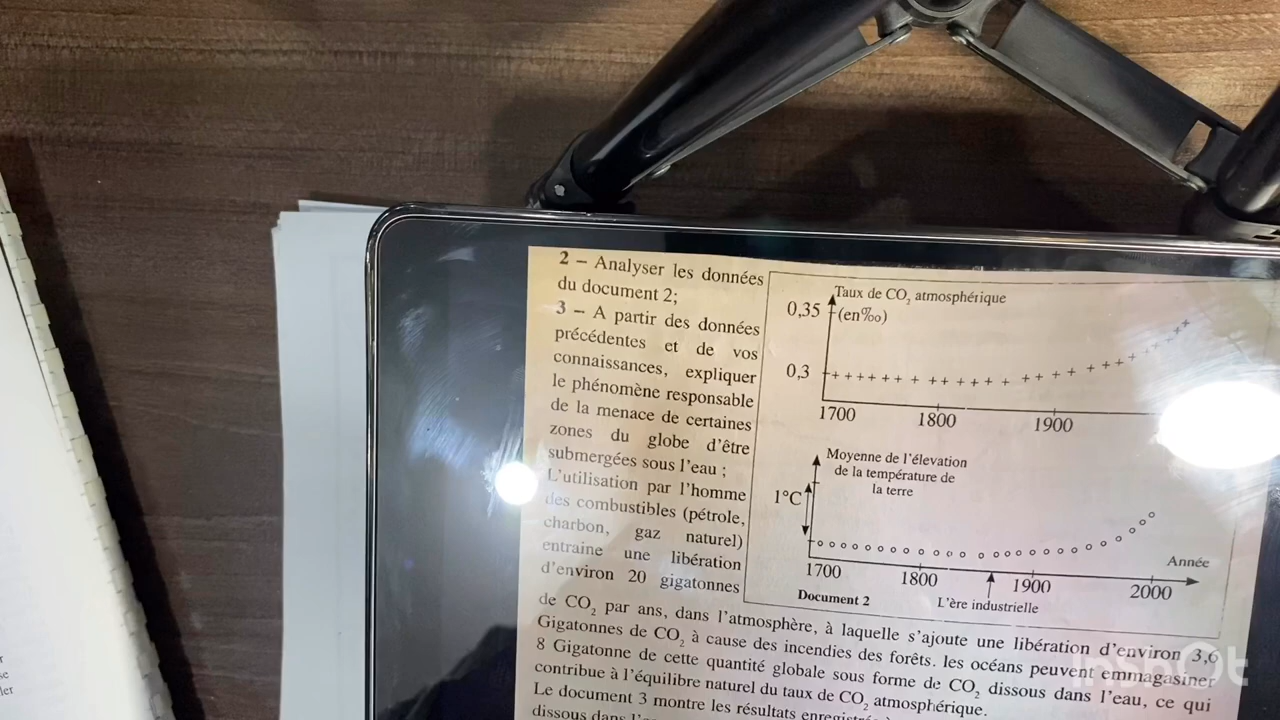 2 – Analyser les données
du document 2;
3 – A partir des données
précédentes et de vos
connaissances, expliquer
le phénomène responsable
de la menace de certaines
zones du globe d'être
submergées sous l'eau ;
L'utilisation par l'homme
des combustibles (pétrole,
charbon, gaz naturel)
entraine une libération
d'environ 20 gigatonnes
Taux de CO₂ atmosphérique
(en‰)
0,35
0,3
1700 1800 1900
Moyenne de l'élevation
de la température de
la terre
1°C
Année
1700 1800 1900 2000
L'ère industrielle
Document 2
de CO₂ par ans, dans l'atmosphère, à laquelle s'ajoute une libération d'environ 3,6
Gigatonnes de CO₂ à cause des incendies des forêts. les océans peuvent emmagasiner
8 Gigatonne de cette quantité globale sous forme de CO₂ dissous dans l'eau, ce qui
contribue à l'équilibre naturel du taux de CO₂ atmosphérique.
Le document 3 montre les résultats
dissous dans
InShot